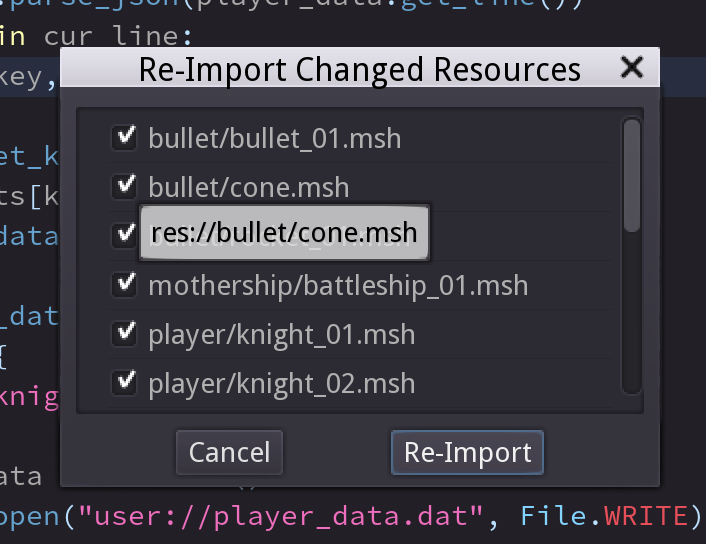 .parse_json(player_data.get_line())
in cur_line:
Re-Import Changed Resources
key,
bullet/bullet_01.msh
et_k
bullet/cone.msh
ts[k
res://bullet/cone.msh
data
mothership/battleship_01.msh
_dat
player/knight_01.msh
{
player/knight_02.msh
knig
Cancel
Re-Import
ata
open("user://player_data.dat", File.WRITE)